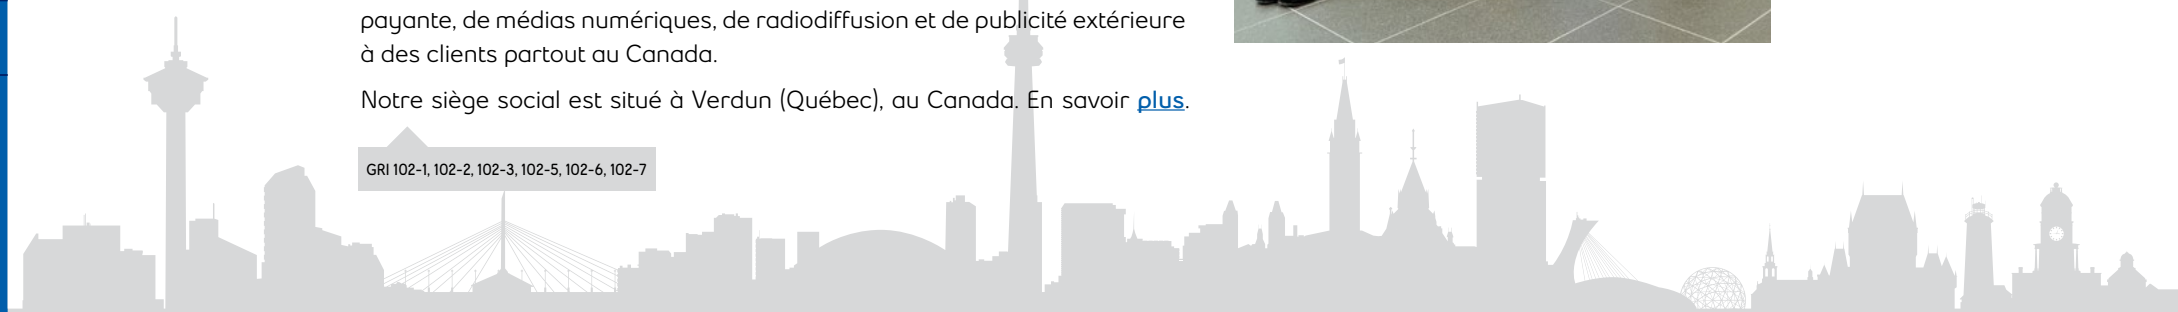 payante, de médias numériques, de radiodiffusion et de publicité extérieure
à des clients partout au Canada.
Notre siège social est situé à Verdun (Québec), au Canada. En savoir plus.
GRI 102-1, 102-2, 102-3, 102-5, 102-6, 102-7